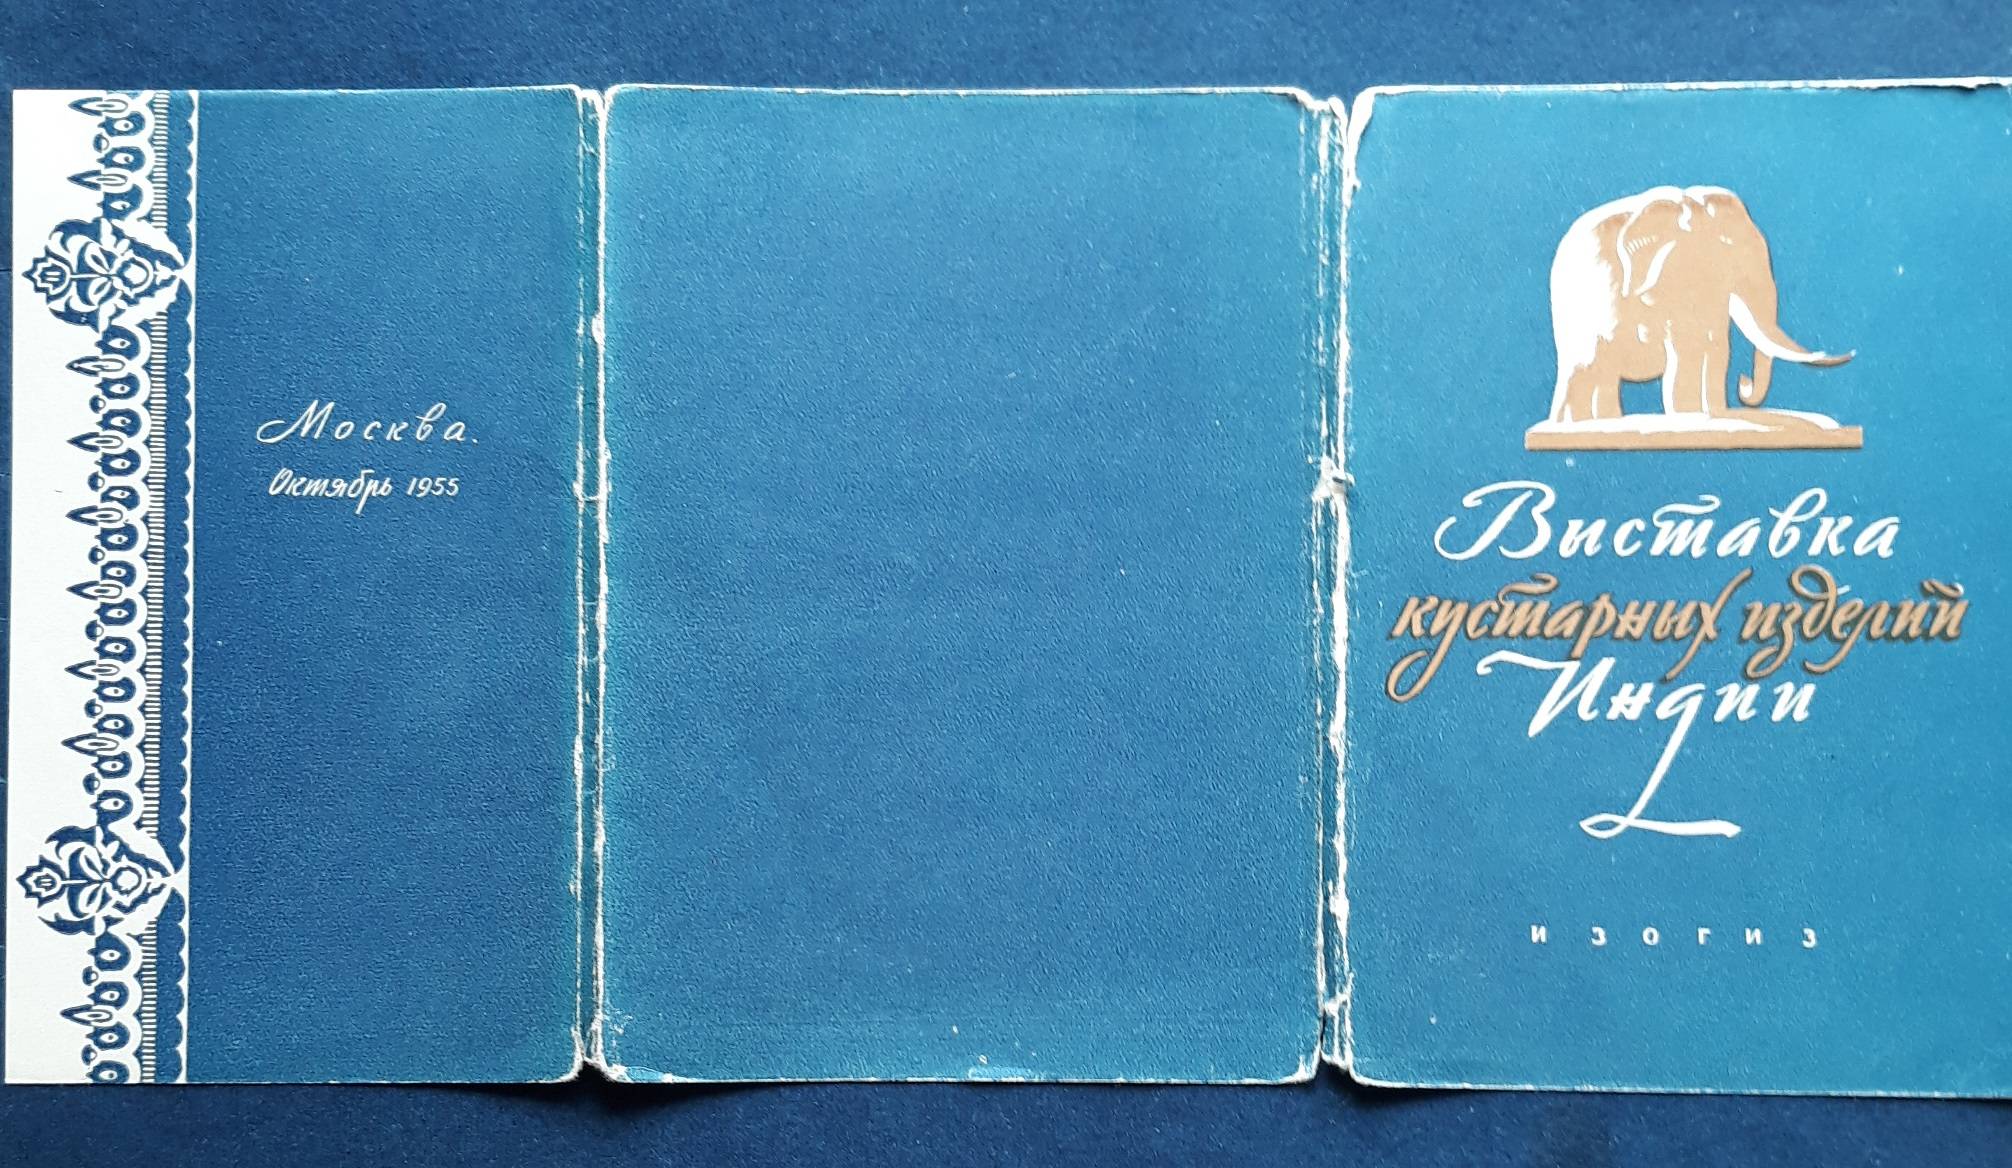 Москва.
Октябрь 1955
Выставка
кустарных изделий
Индии
ИЗОГИЗ